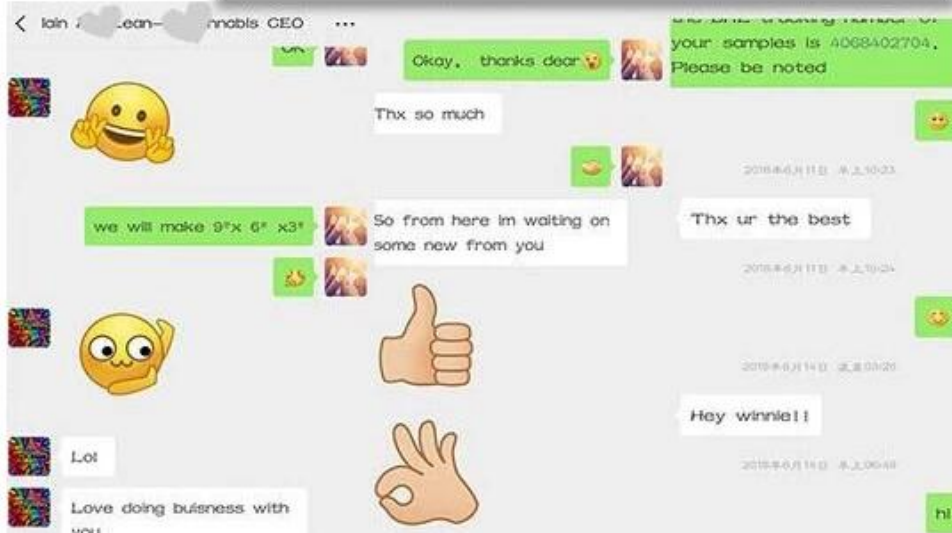 Iain
ean-
nnabis CEO
OK
we will make 9"x 6" x3"
Lol
Love doing buisness with
you
Okay, thanks dear
Thx so much
So from here im waiting on
some new from you
your samples is 4068402704.
Please be noted
Thx ur the best
Hey winnie!!
hi